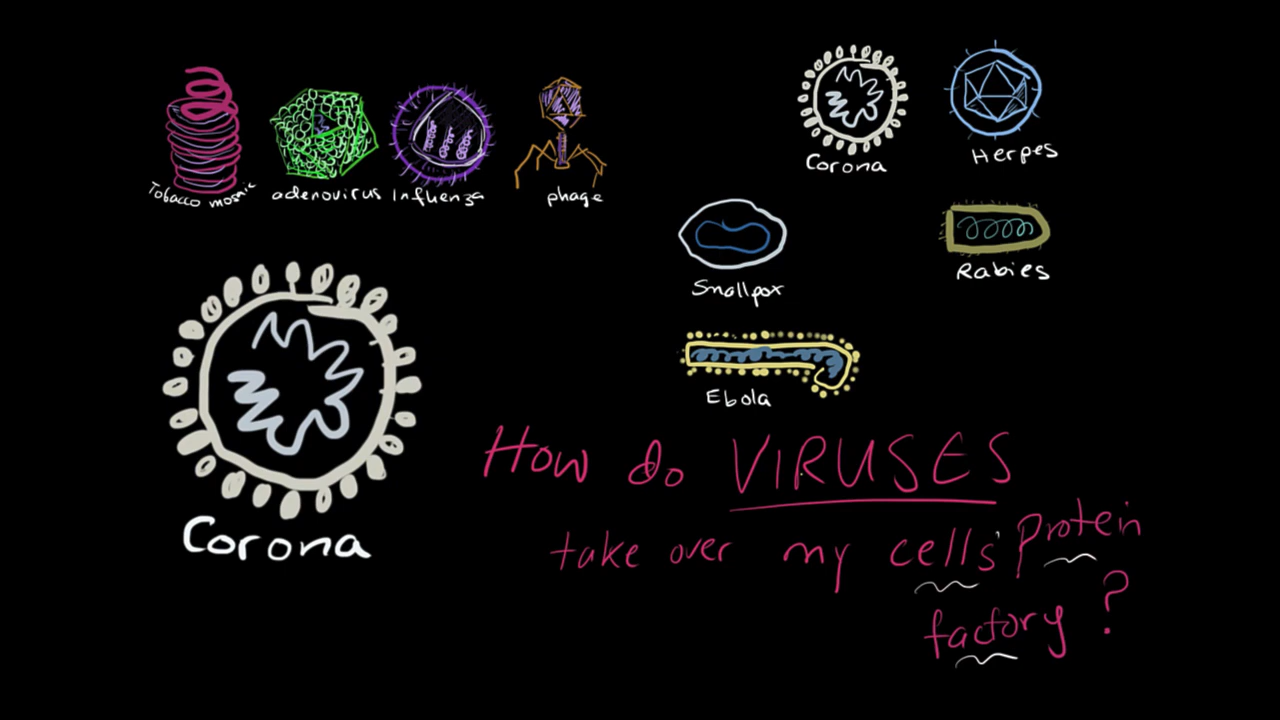 Tobacco mosaic
adenovirus
Influenza
phage
Corona
Herpes
Smallpox
Rabies
Ebola
Corona
How do VIRUSES
take over my cells' protein
factory?